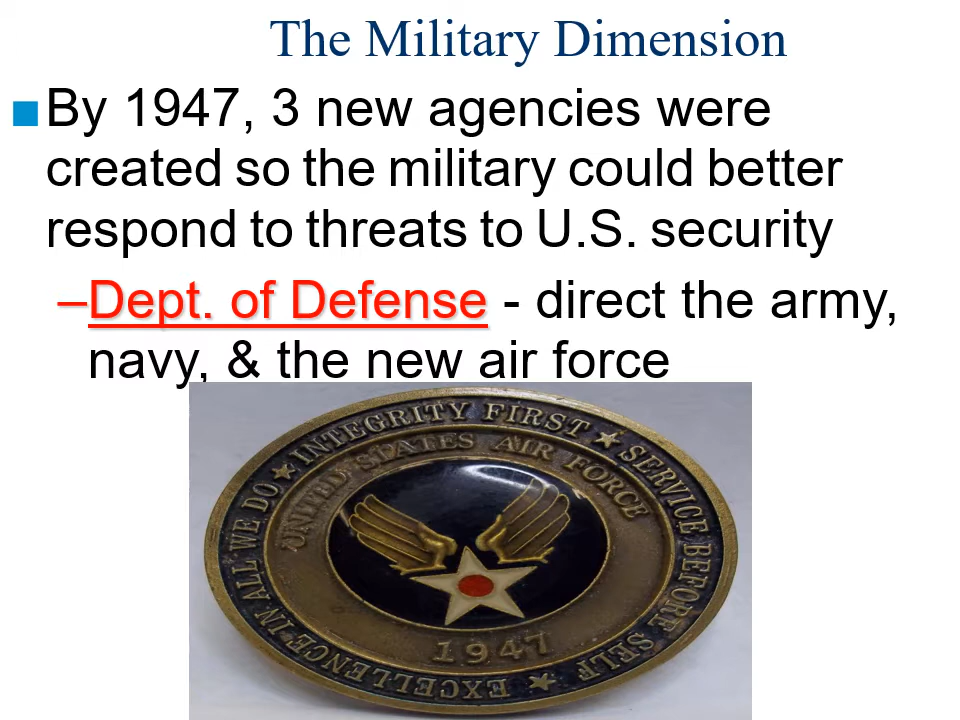 The Military Dimension
■By 1947, 3 new agencies were
created so the military could better
respond to threats to U.S. security
–Dept. of Defense - direct the army,
navy, & the new air force
INTEGRITY FIRST ★ SERVICE BEFORE SELF ★ EXCELLENCE IN ALL WE DO ★
UNITED STATES AIR FORCE
1947